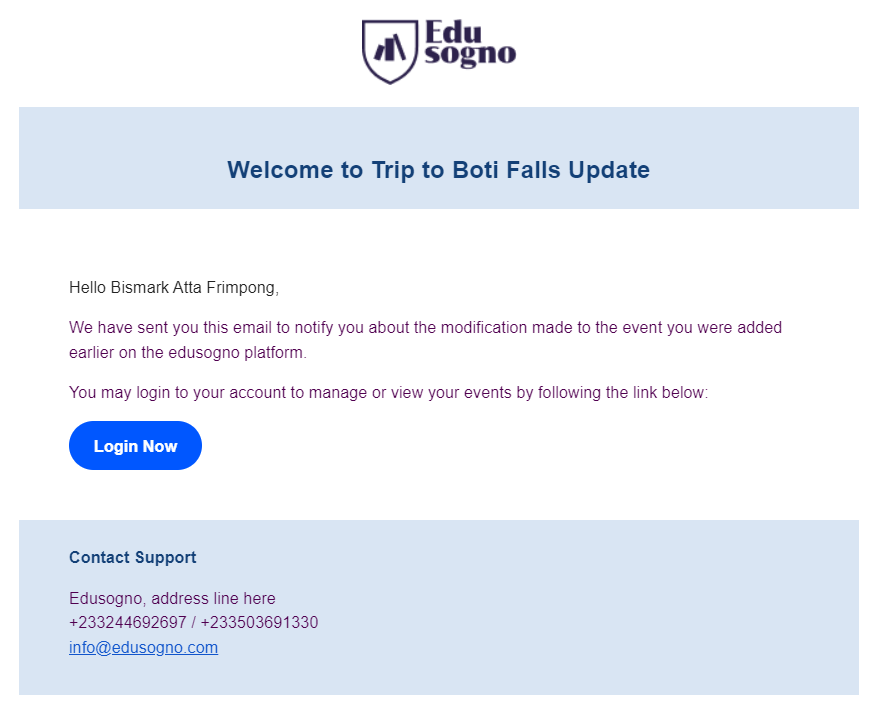 Edu
sogno
Welcome to Trip to Boti Falls Update
Hello Bismark Atta Frimpong,
We have sent you this email to notify you about the modification made to the event you were added
earlier on the edusogno platform.
You may login to your account to manage or view your events by following the link below:
Login Now
Contact Support
Edusogno, address line here
+233244692697 / +233503691330
info@edusogno.com